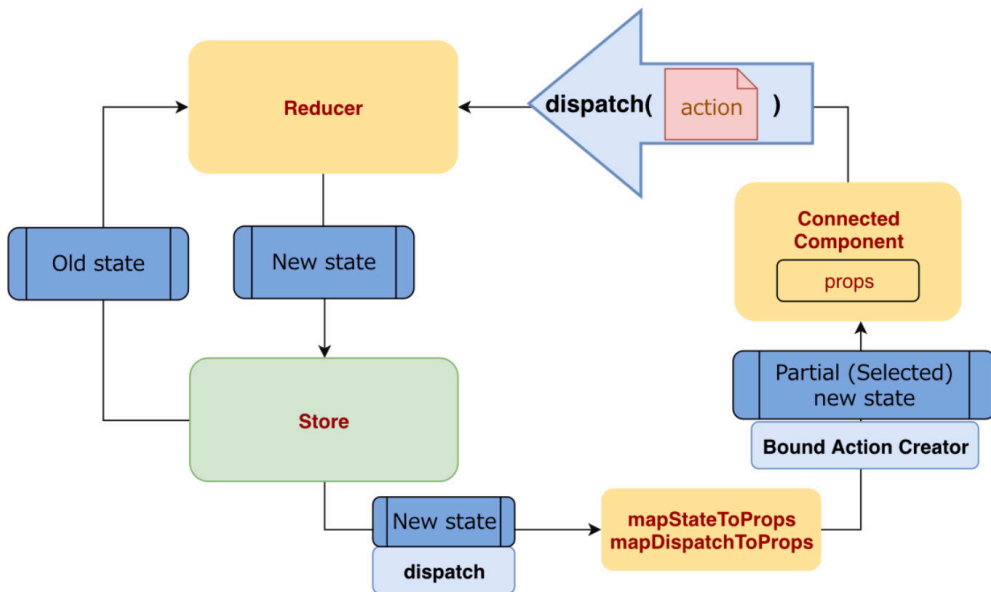 Reducer
dispatch( action )
Old state
New state
Connected
Component
props
Store
Partial (Selected)
new state
Bound Action Creator
New state
dispatch
mapStateToProps
mapDispatchToProps